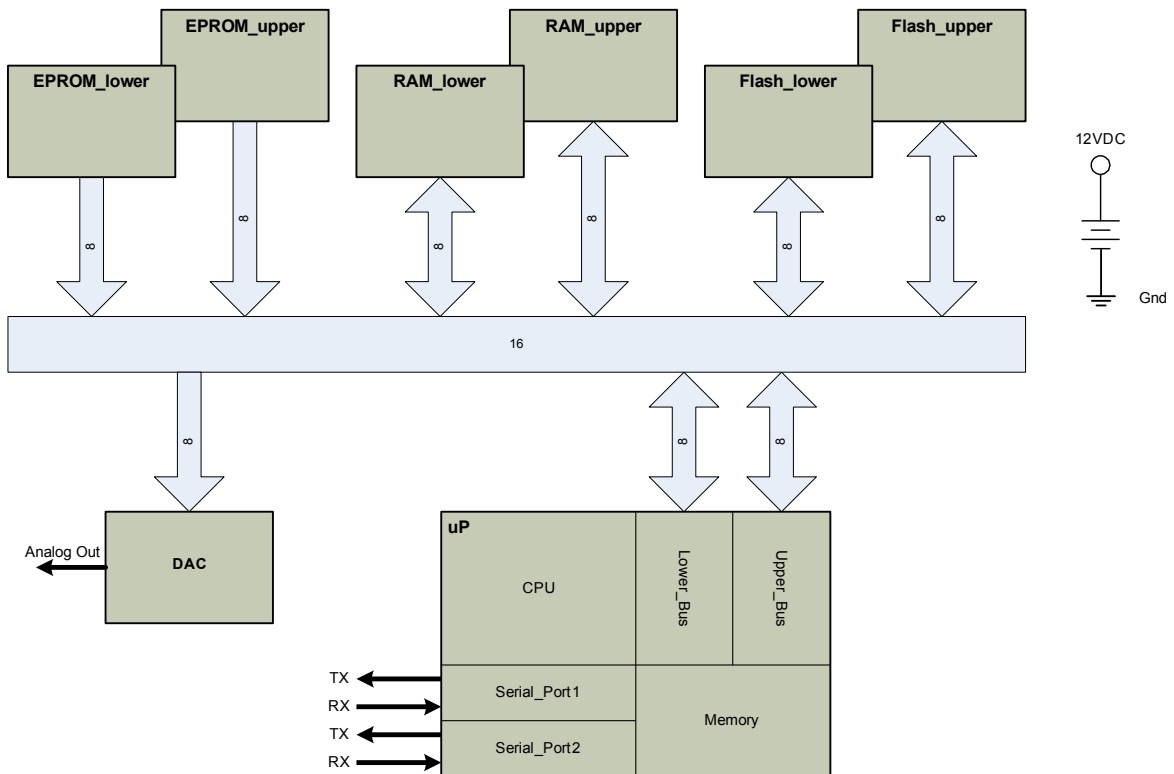 EPROM_upper
RAM_upper
Flash_upper
EPROM_lower
RAM_lower
Flash_lower
12VDC
8
8
8
8
8
8
Gnd
16
8
8
8
uP
Analog Out
DAC
CPU
Lower_Bus
Upper_Bus
TX
Serial_Port1
RX
Memory
TX
Serial_Port2
RX